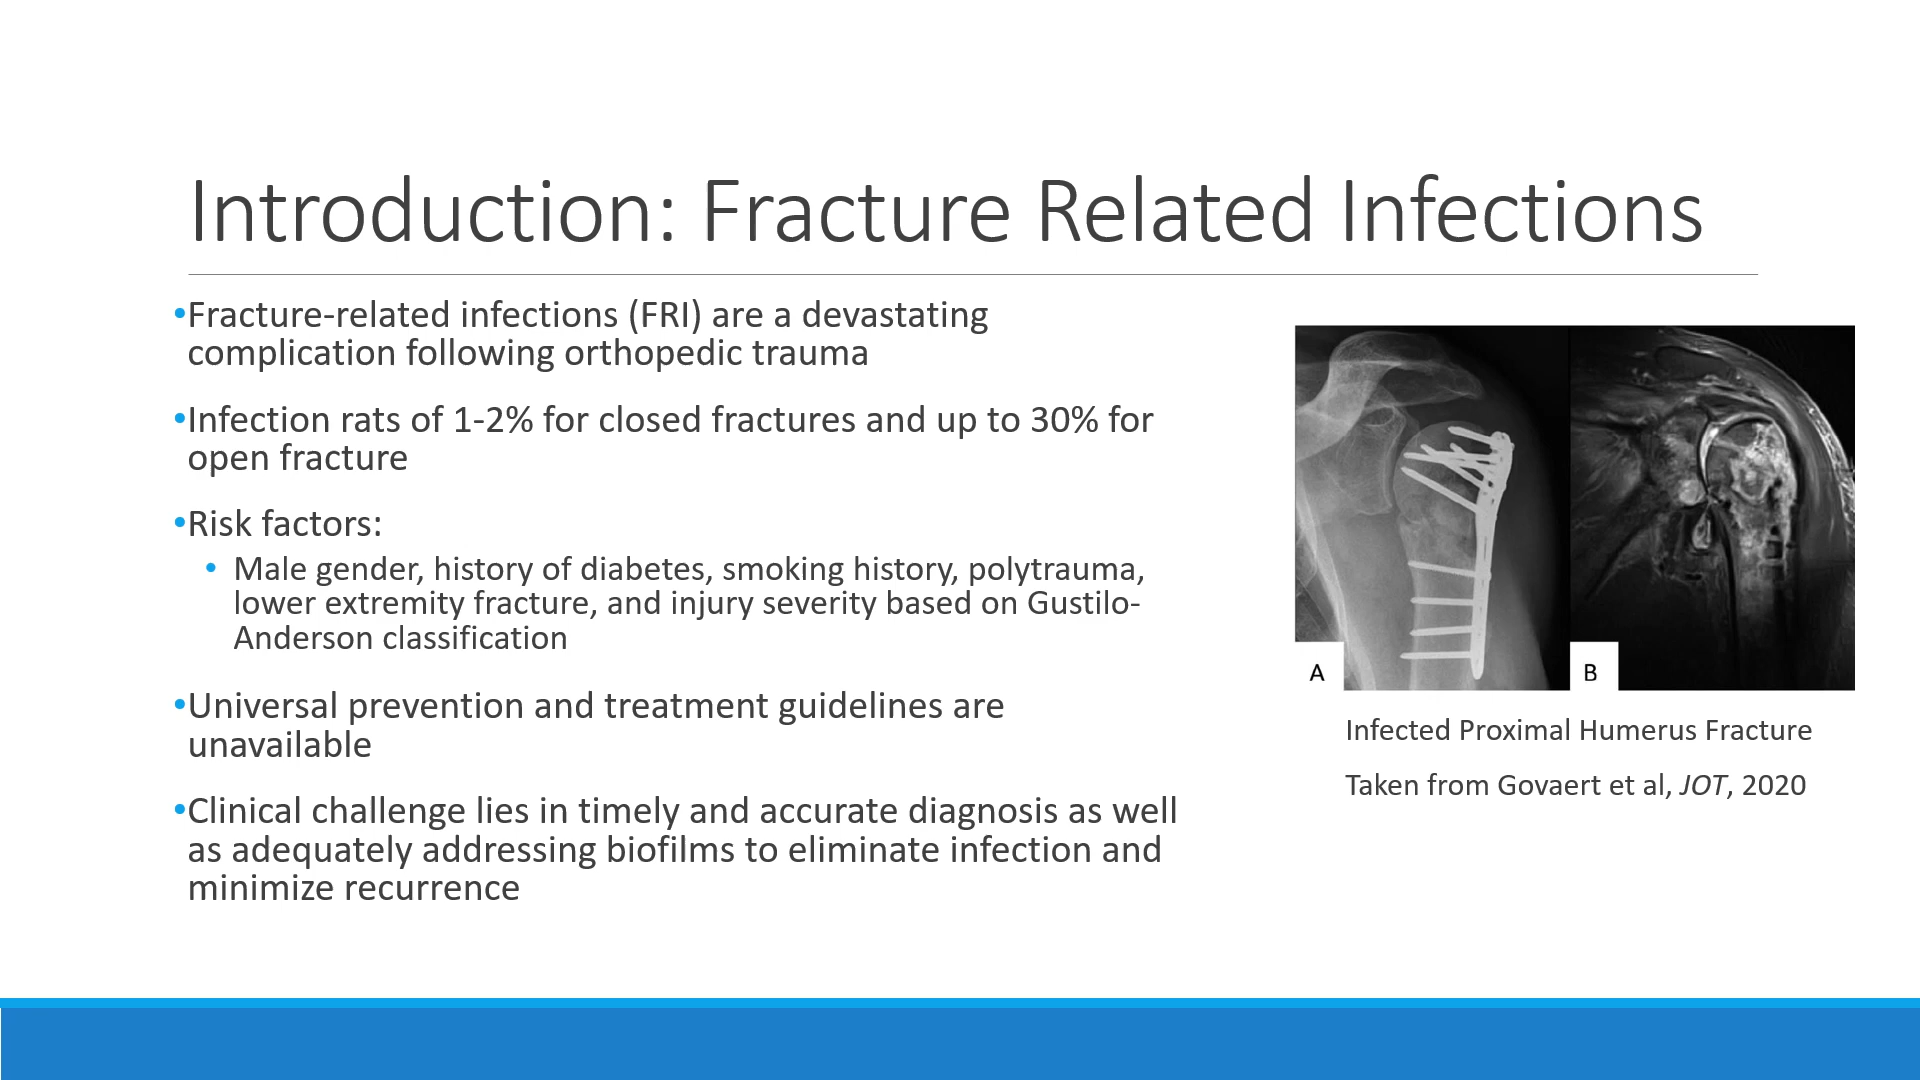 Introduction: Fracture Related Infections
•Fracture-related infections (FRI) are a devastating
complication following orthopedic trauma
•Infection rats of 1-2% for closed fractures and up to 30% for
open fracture
•Risk factors:
• Male gender, history of diabetes, smoking history, polytrauma,
lower extremity fracture, and injury severity based on Gustilo-
Anderson classification
•Universal prevention and treatment guidelines are
unavailable
•Clinical challenge lies in timely and accurate diagnosis as well
as adequately addressing biofilms to eliminate infection and
minimize recurrence
A
B
Infected Proximal Humerus Fracture
Taken from Govaert et al, JOT, 2020